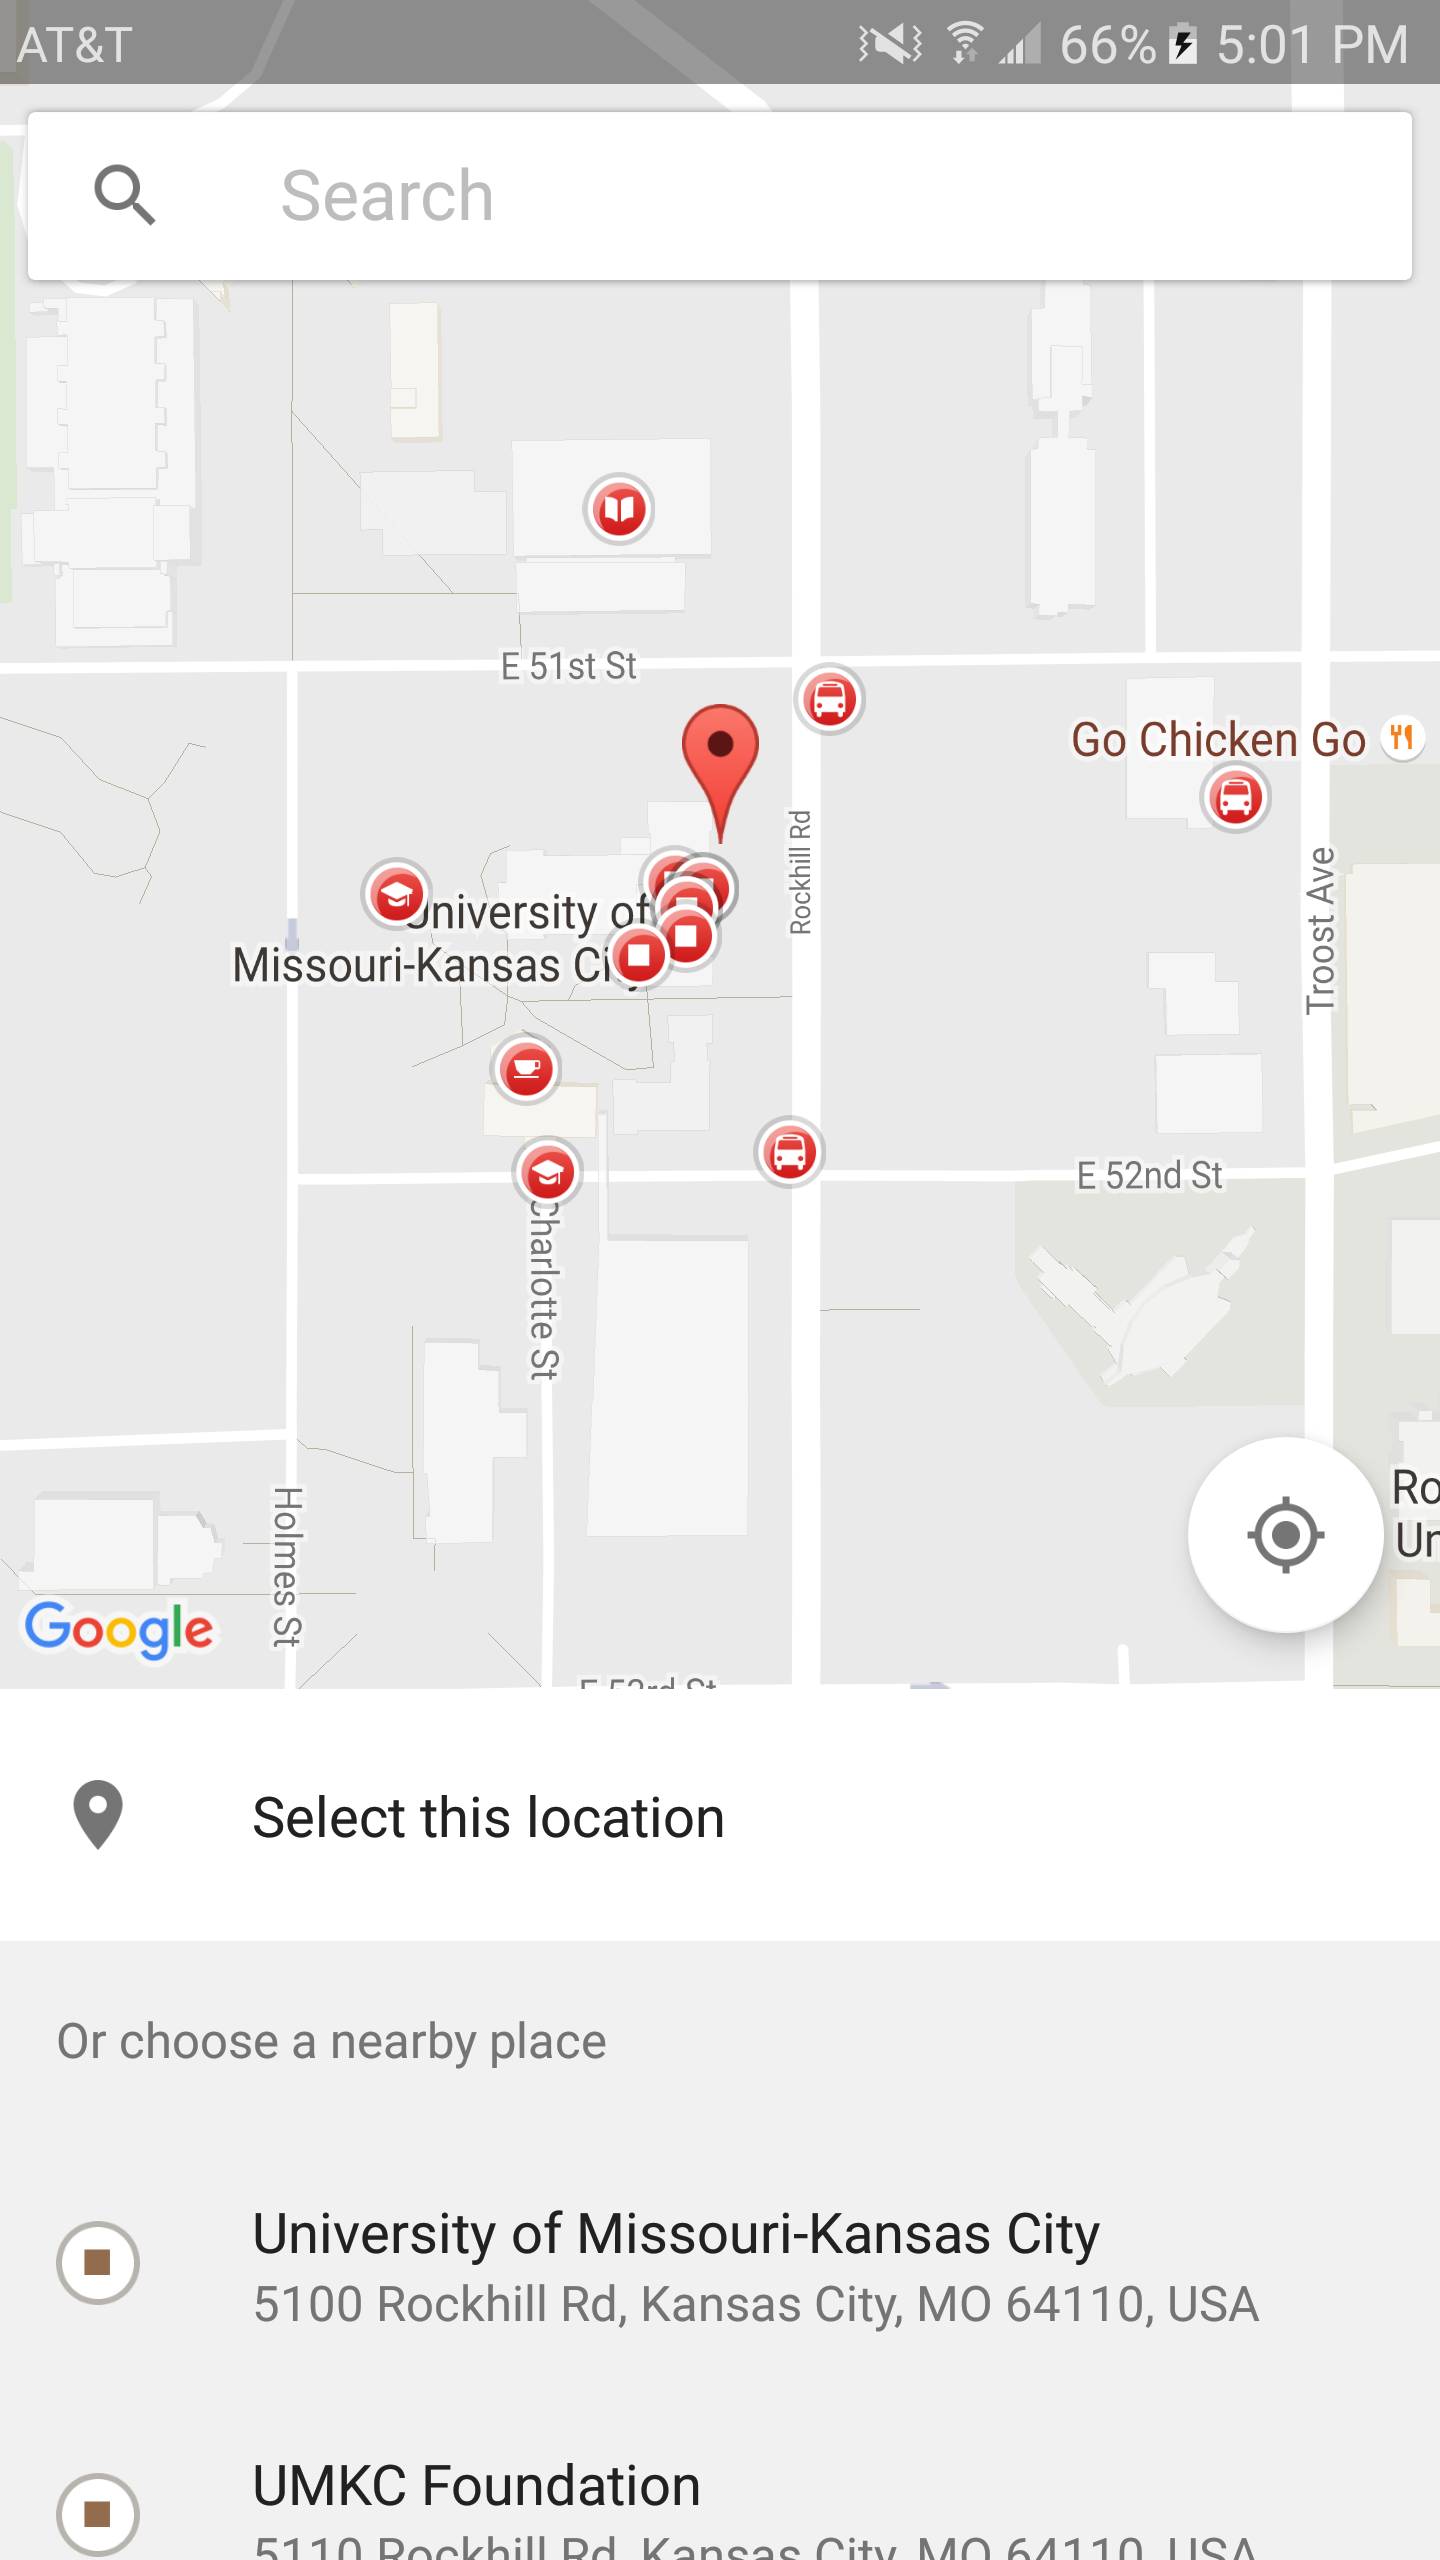 AT&T 66% 5:01 PM
Search
E 51st St
Go Chicken Go
Rockhill Rd
Troost Ave
University of
Missouri-Kansas City
E 52nd St
Charlotte St
Holmes St
Ro
Un
Google
E 53rd St
Select this location
Or choose a nearby place
University of Missouri-Kansas City
5100 Rockhill Rd, Kansas City, MO 64110, USA
UMKC Foundation
5110 Rockhill Rd, Kansas City, MO 64110, USA